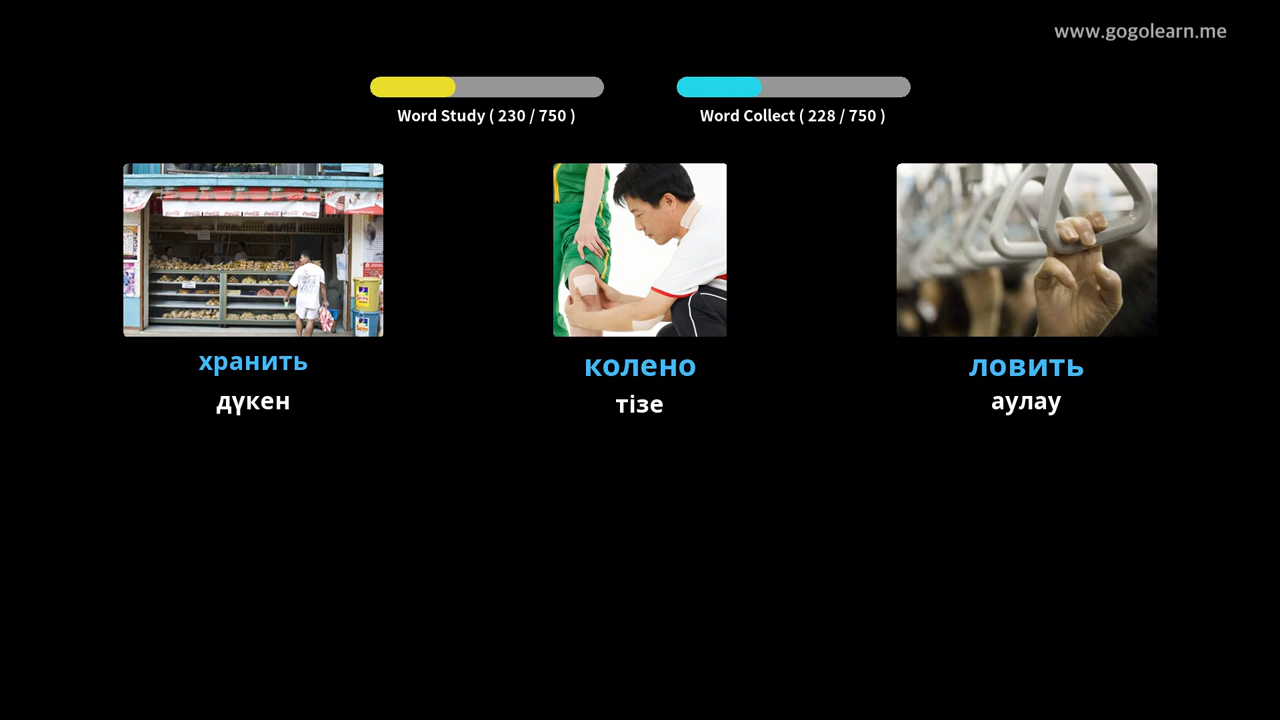 www.gogolearn.me
Word Study ( 230 / 750 )
Word Collect ( 228 / 750 )
хранить
дүкен
колено
тізе
ловить
аулау